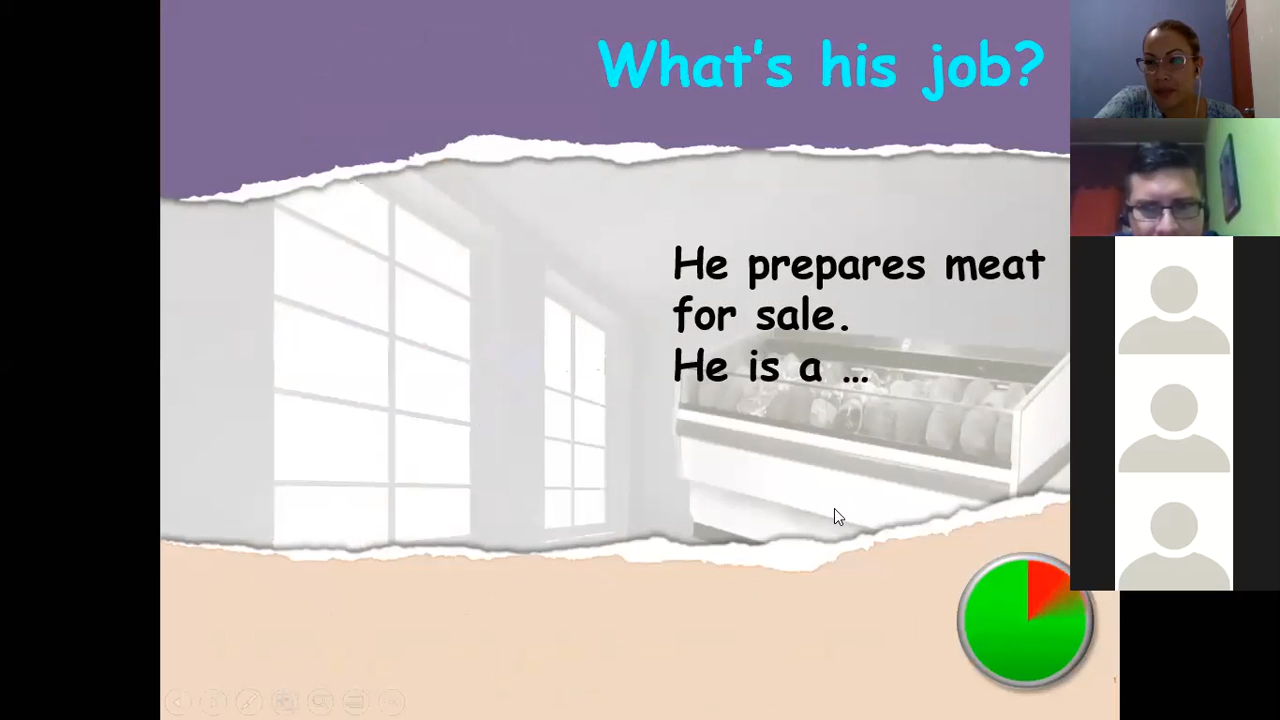 What's his job?
He prepares meat
for sale.
He is a ...